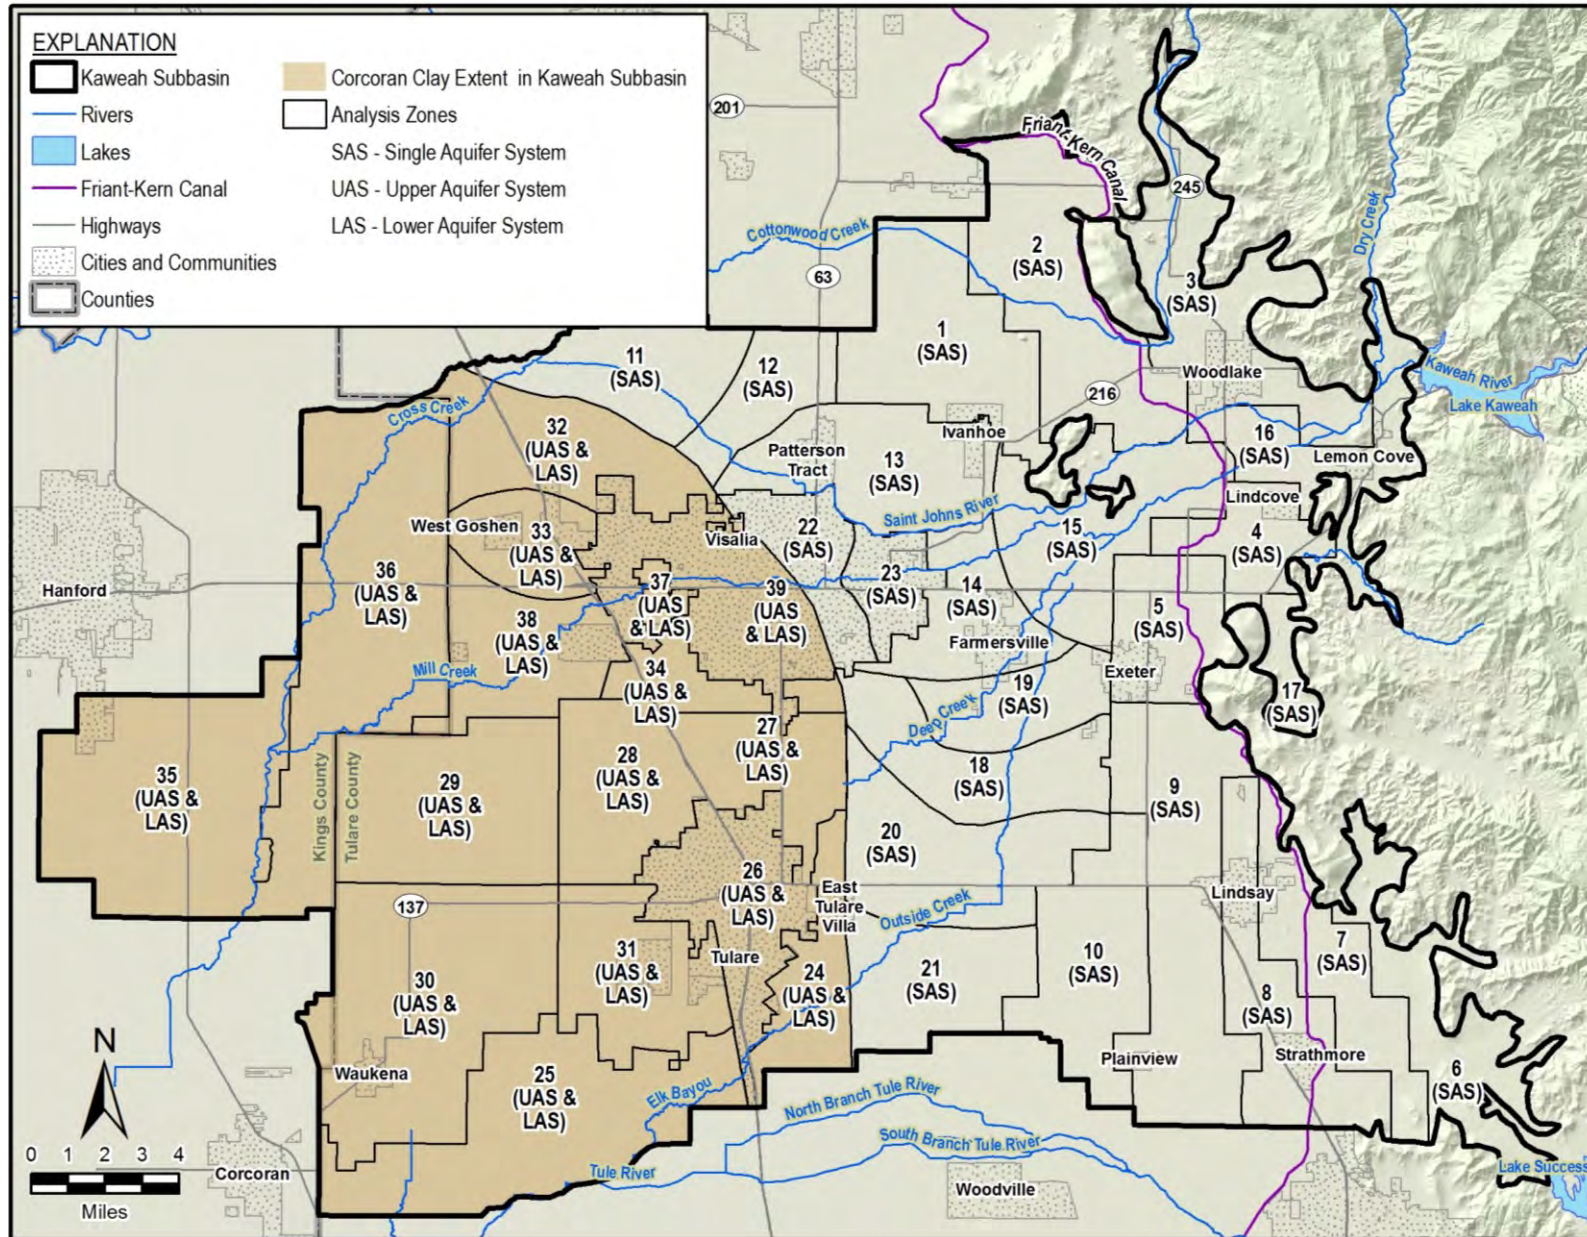 EXPLANATION
Kaweah Subbasin
Rivers
Lakes
Friant-Kern Canal
Highways
Cities and Communities
Counties
Corcoran Clay Extent in Kaweah Subbasin
Analysis Zones
SAS - Single Aquifer System
UAS - Upper Aquifer System
LAS - Lower Aquifer System
201
Friant-Kern Canal
245
Dry Creek
Cottonwood Creek
63
2
(SAS)
3
(SAS)
1
(SAS)
11
(SAS)
12
(SAS)
Woodlake
Kaweah River
Lake Kaweah
216
Cross Creek
32
(UAS &
LAS)
Patterson
Tract
13
(SAS)
Ivanhoe
16
(SAS)
Lemon Cove
Lindcove
West Goshen
33
(UAS &
LAS)
Visalia
22
(SAS)
Saint Johns River
15
(SAS)
4
(SAS)
Hanford
36
(UAS &
LAS)
37
(UAS
& LAS)
39
(UAS
& LAS)
23
(SAS)
14
(SAS)
5
(SAS)
38
(UAS &
LAS)
Farmersville
Exeter
Mill Creek
34
(UAS &
LAS)
Deep Creek
19
(SAS)
17
(SAS)
35
(UAS &
LAS)
Kings County
Tulare County
29
(UAS &
LAS)
28
(UAS &
LAS)
27
(UAS &
LAS)
18
(SAS)
9
(SAS)
20
(SAS)
137
26
(UAS &
LAS)
East
Tulare
Villa
Outside Creek
Lindsay
30
(UAS &
LAS)
31
(UAS &
LAS)
Tulare
24
(UAS &
LAS)
21
(SAS)
10
(SAS)
7
(SAS)
8
(SAS)
N
Waukena
25
(UAS &
LAS)
Elk Bayou
Plainview
Strathmore
6
(SAS)
North Branch Tule River
South Branch Tule River
0 1 2 3 4
Miles
Corcoran
Tule River
Woodville
Lake Success